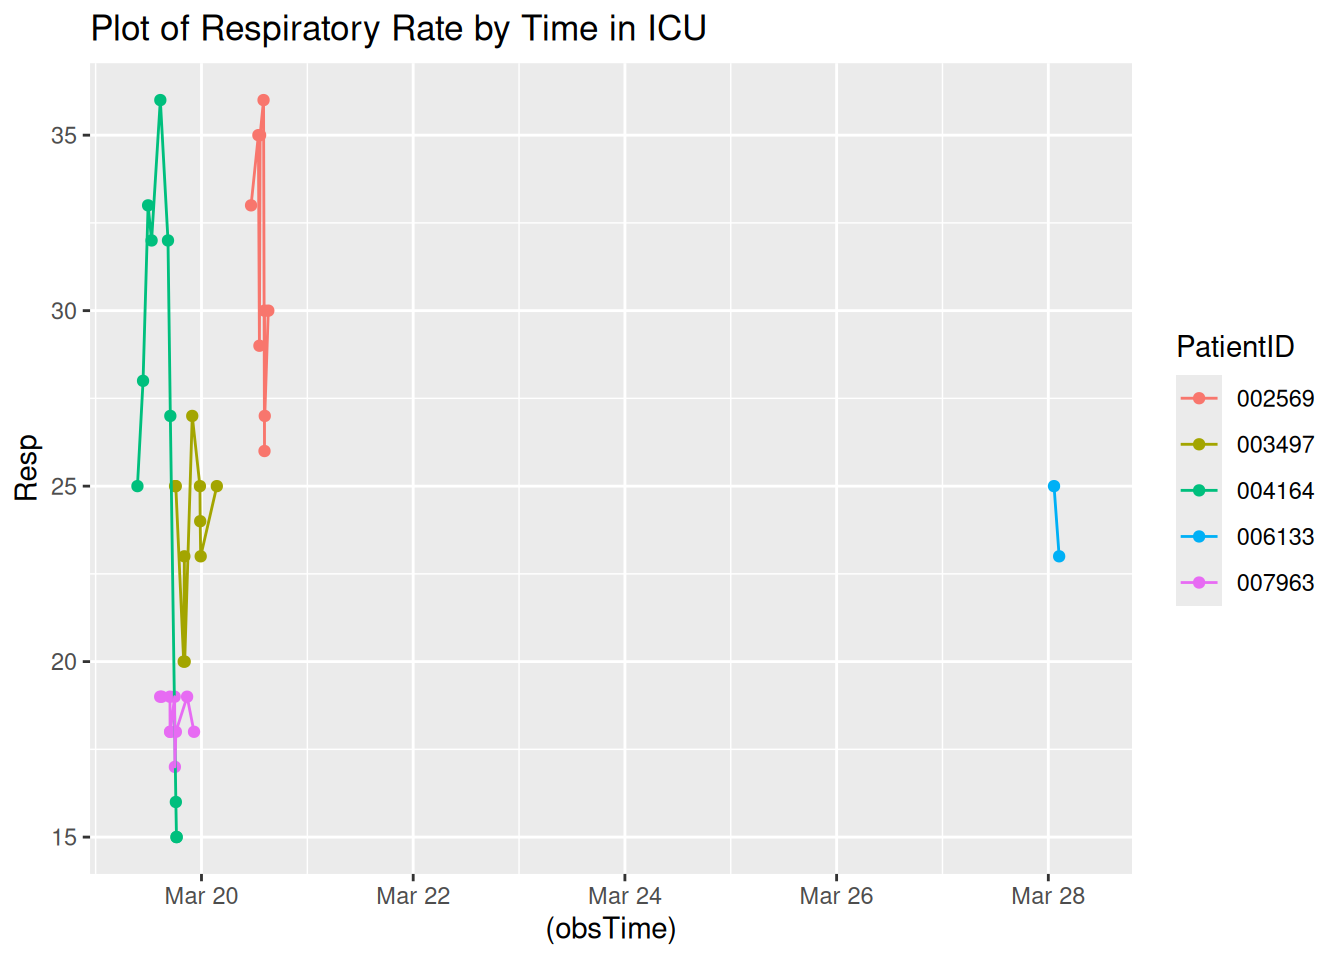 Plot of Respiratory Rate by Time in ICU
35
30
25
20
15
Resp
Mar 20 Mar 22 Mar 24 Mar 26 Mar 28
(obsTime)
PatientID
002569
003497
004164
006133
007963